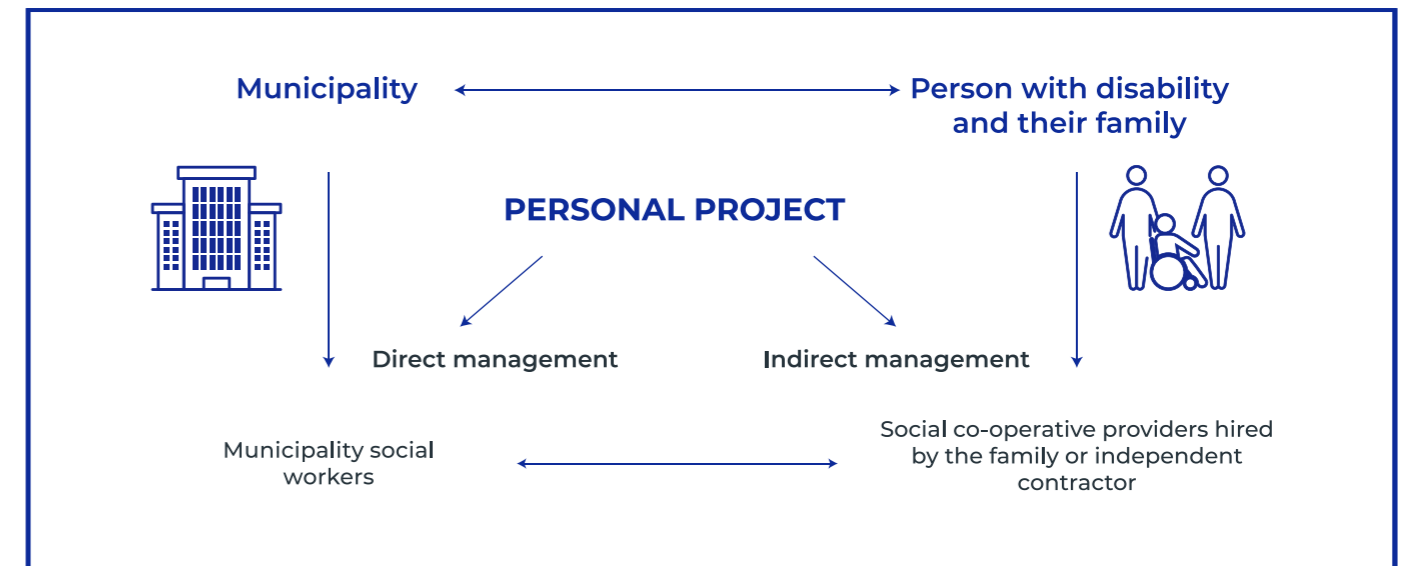 Municipality
Person with disability
and their family
PERSONAL PROJECT
Direct management
Indirect management
Municipality social
workers
Social co-operative providers hired
by the family or independent
contractor